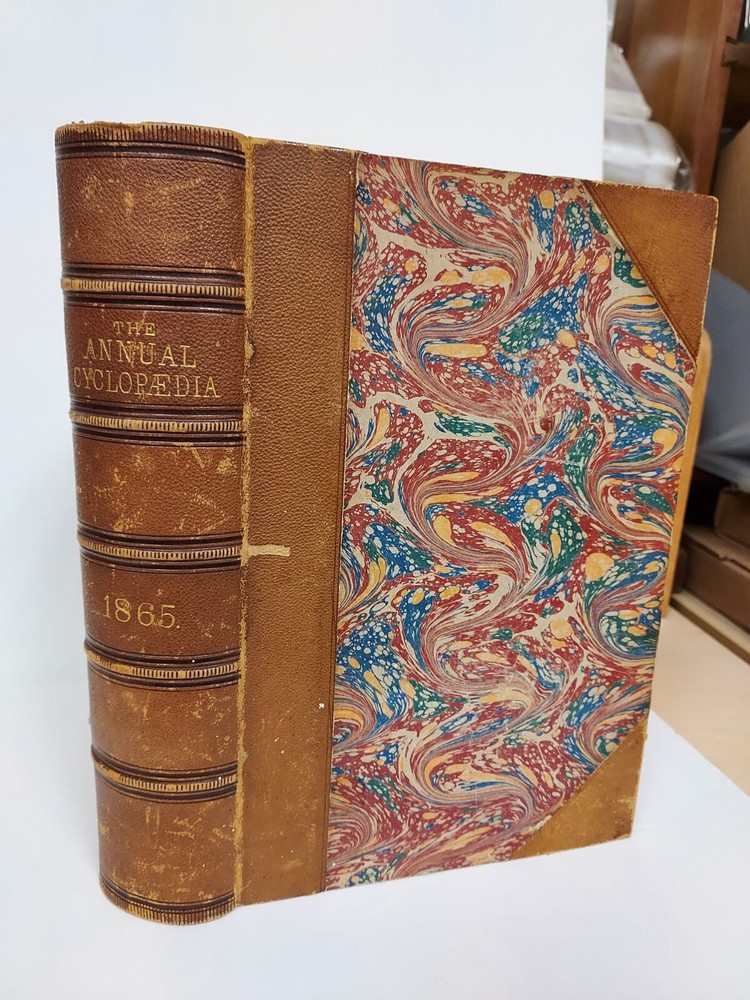 THE
ANNUAL
CYCLOPÆDIA
1865.